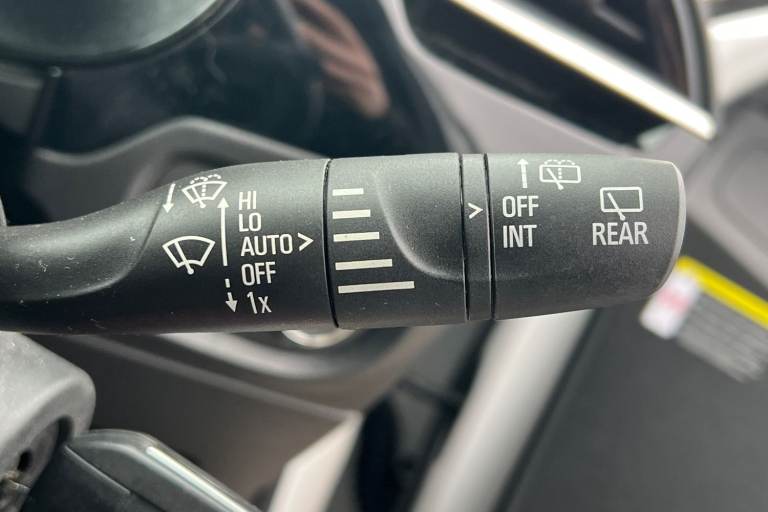 HI
LO
AUTO >
OFF
1x
>
OFF
INT
REAR